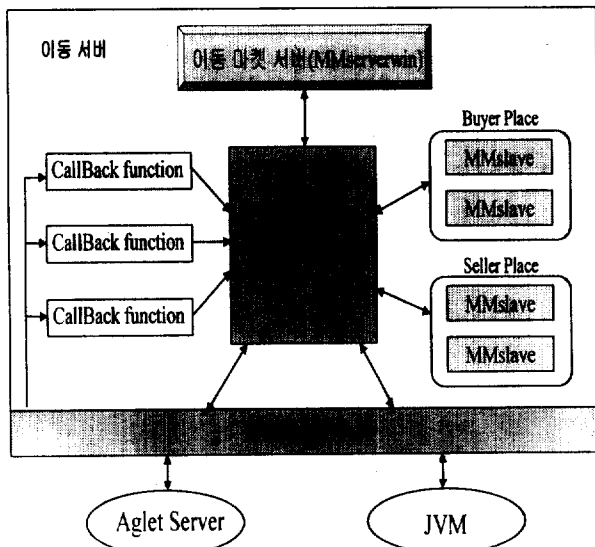 이동 서버
이동 마켓 서버(MMserverwin)
Buyer Place
MMslave
MMslave
CallBack function
CallBack function
CallBack function
Seller Place
MMslave
MMslave
Aglet Server
JVM